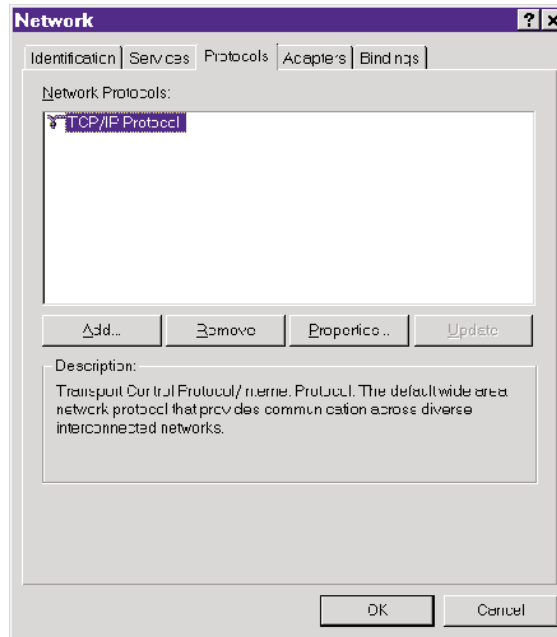 Network
Identification Services Protocols Adapters Bindings
Network Protocols:
TCP/IP Protocol
Add... Remove Properties... Update
Description:
Transport Control Protocol/Internet Protocol. The default wide area
network protocol that provides communication across diverse
interconnected networks.
OK Cancel